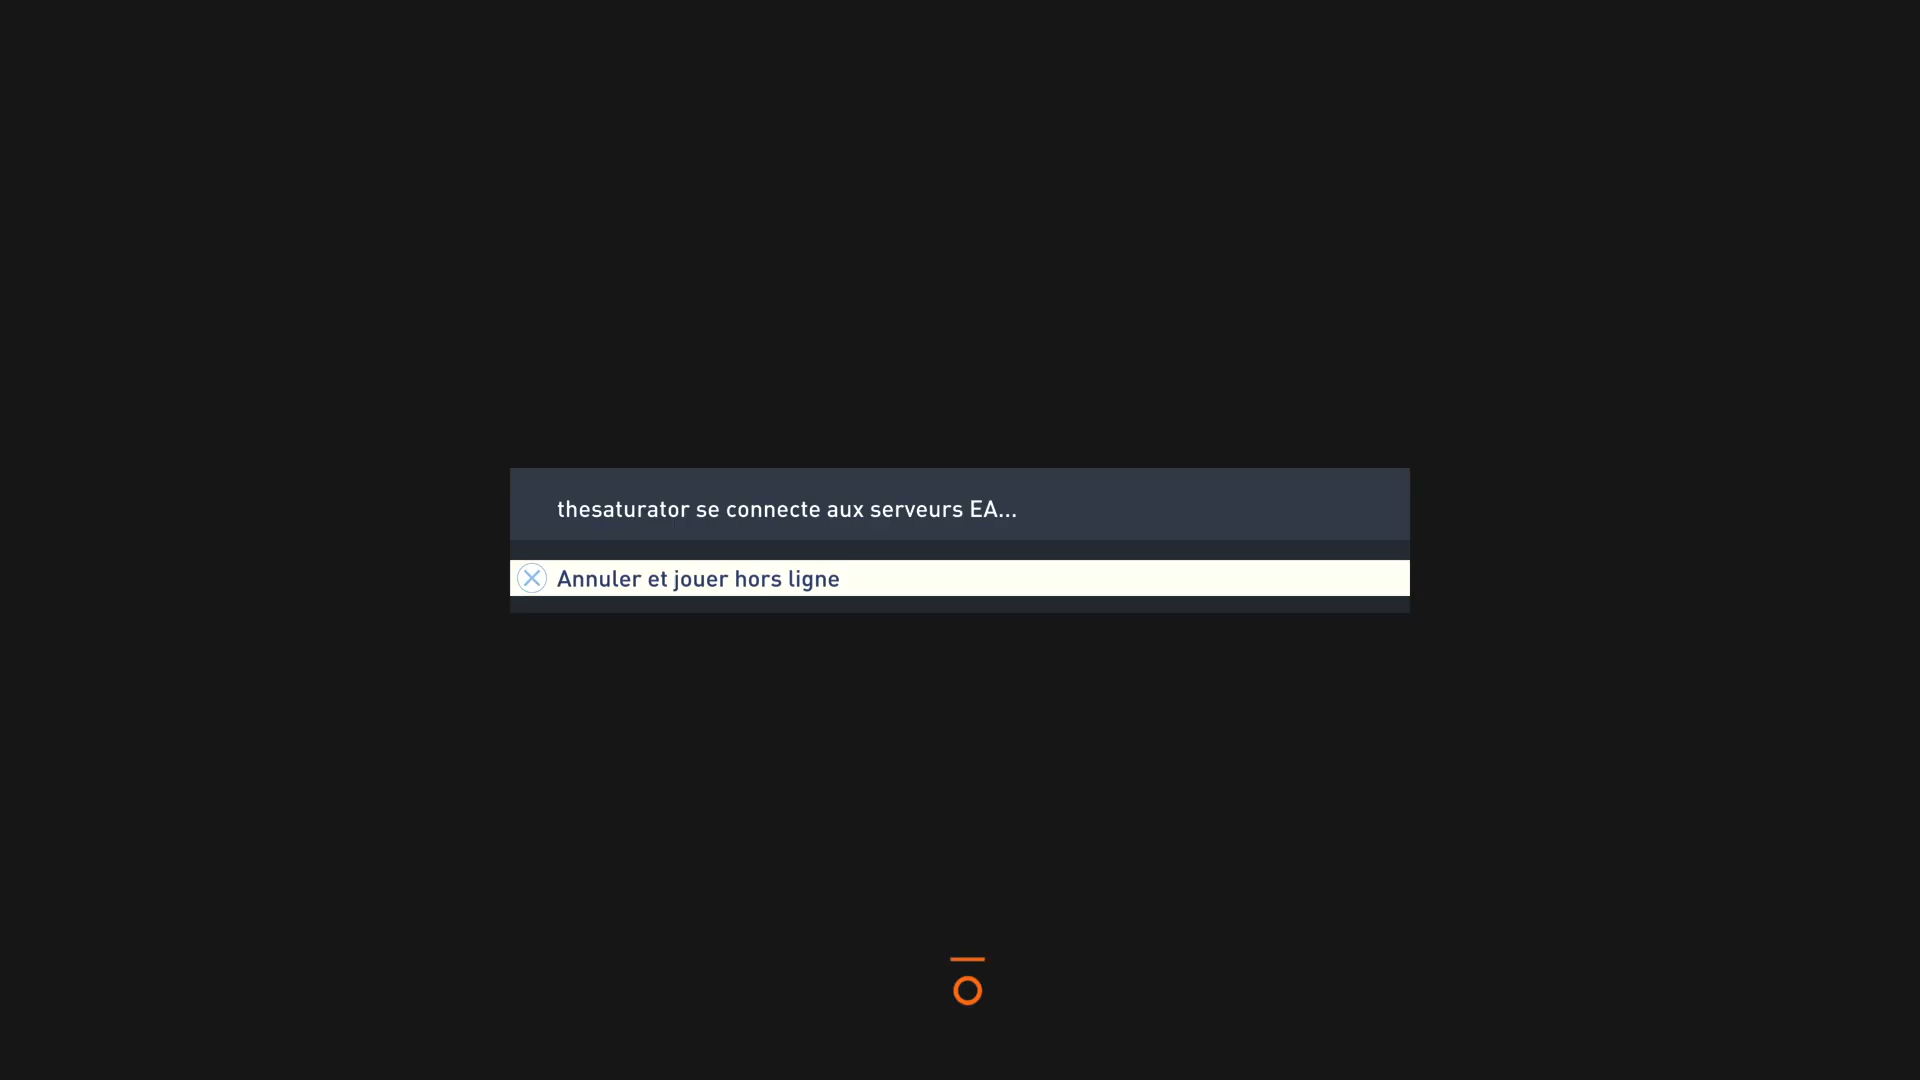 thesaturator se connecte aux serveurs EA...
Annuler et jouer hors ligne